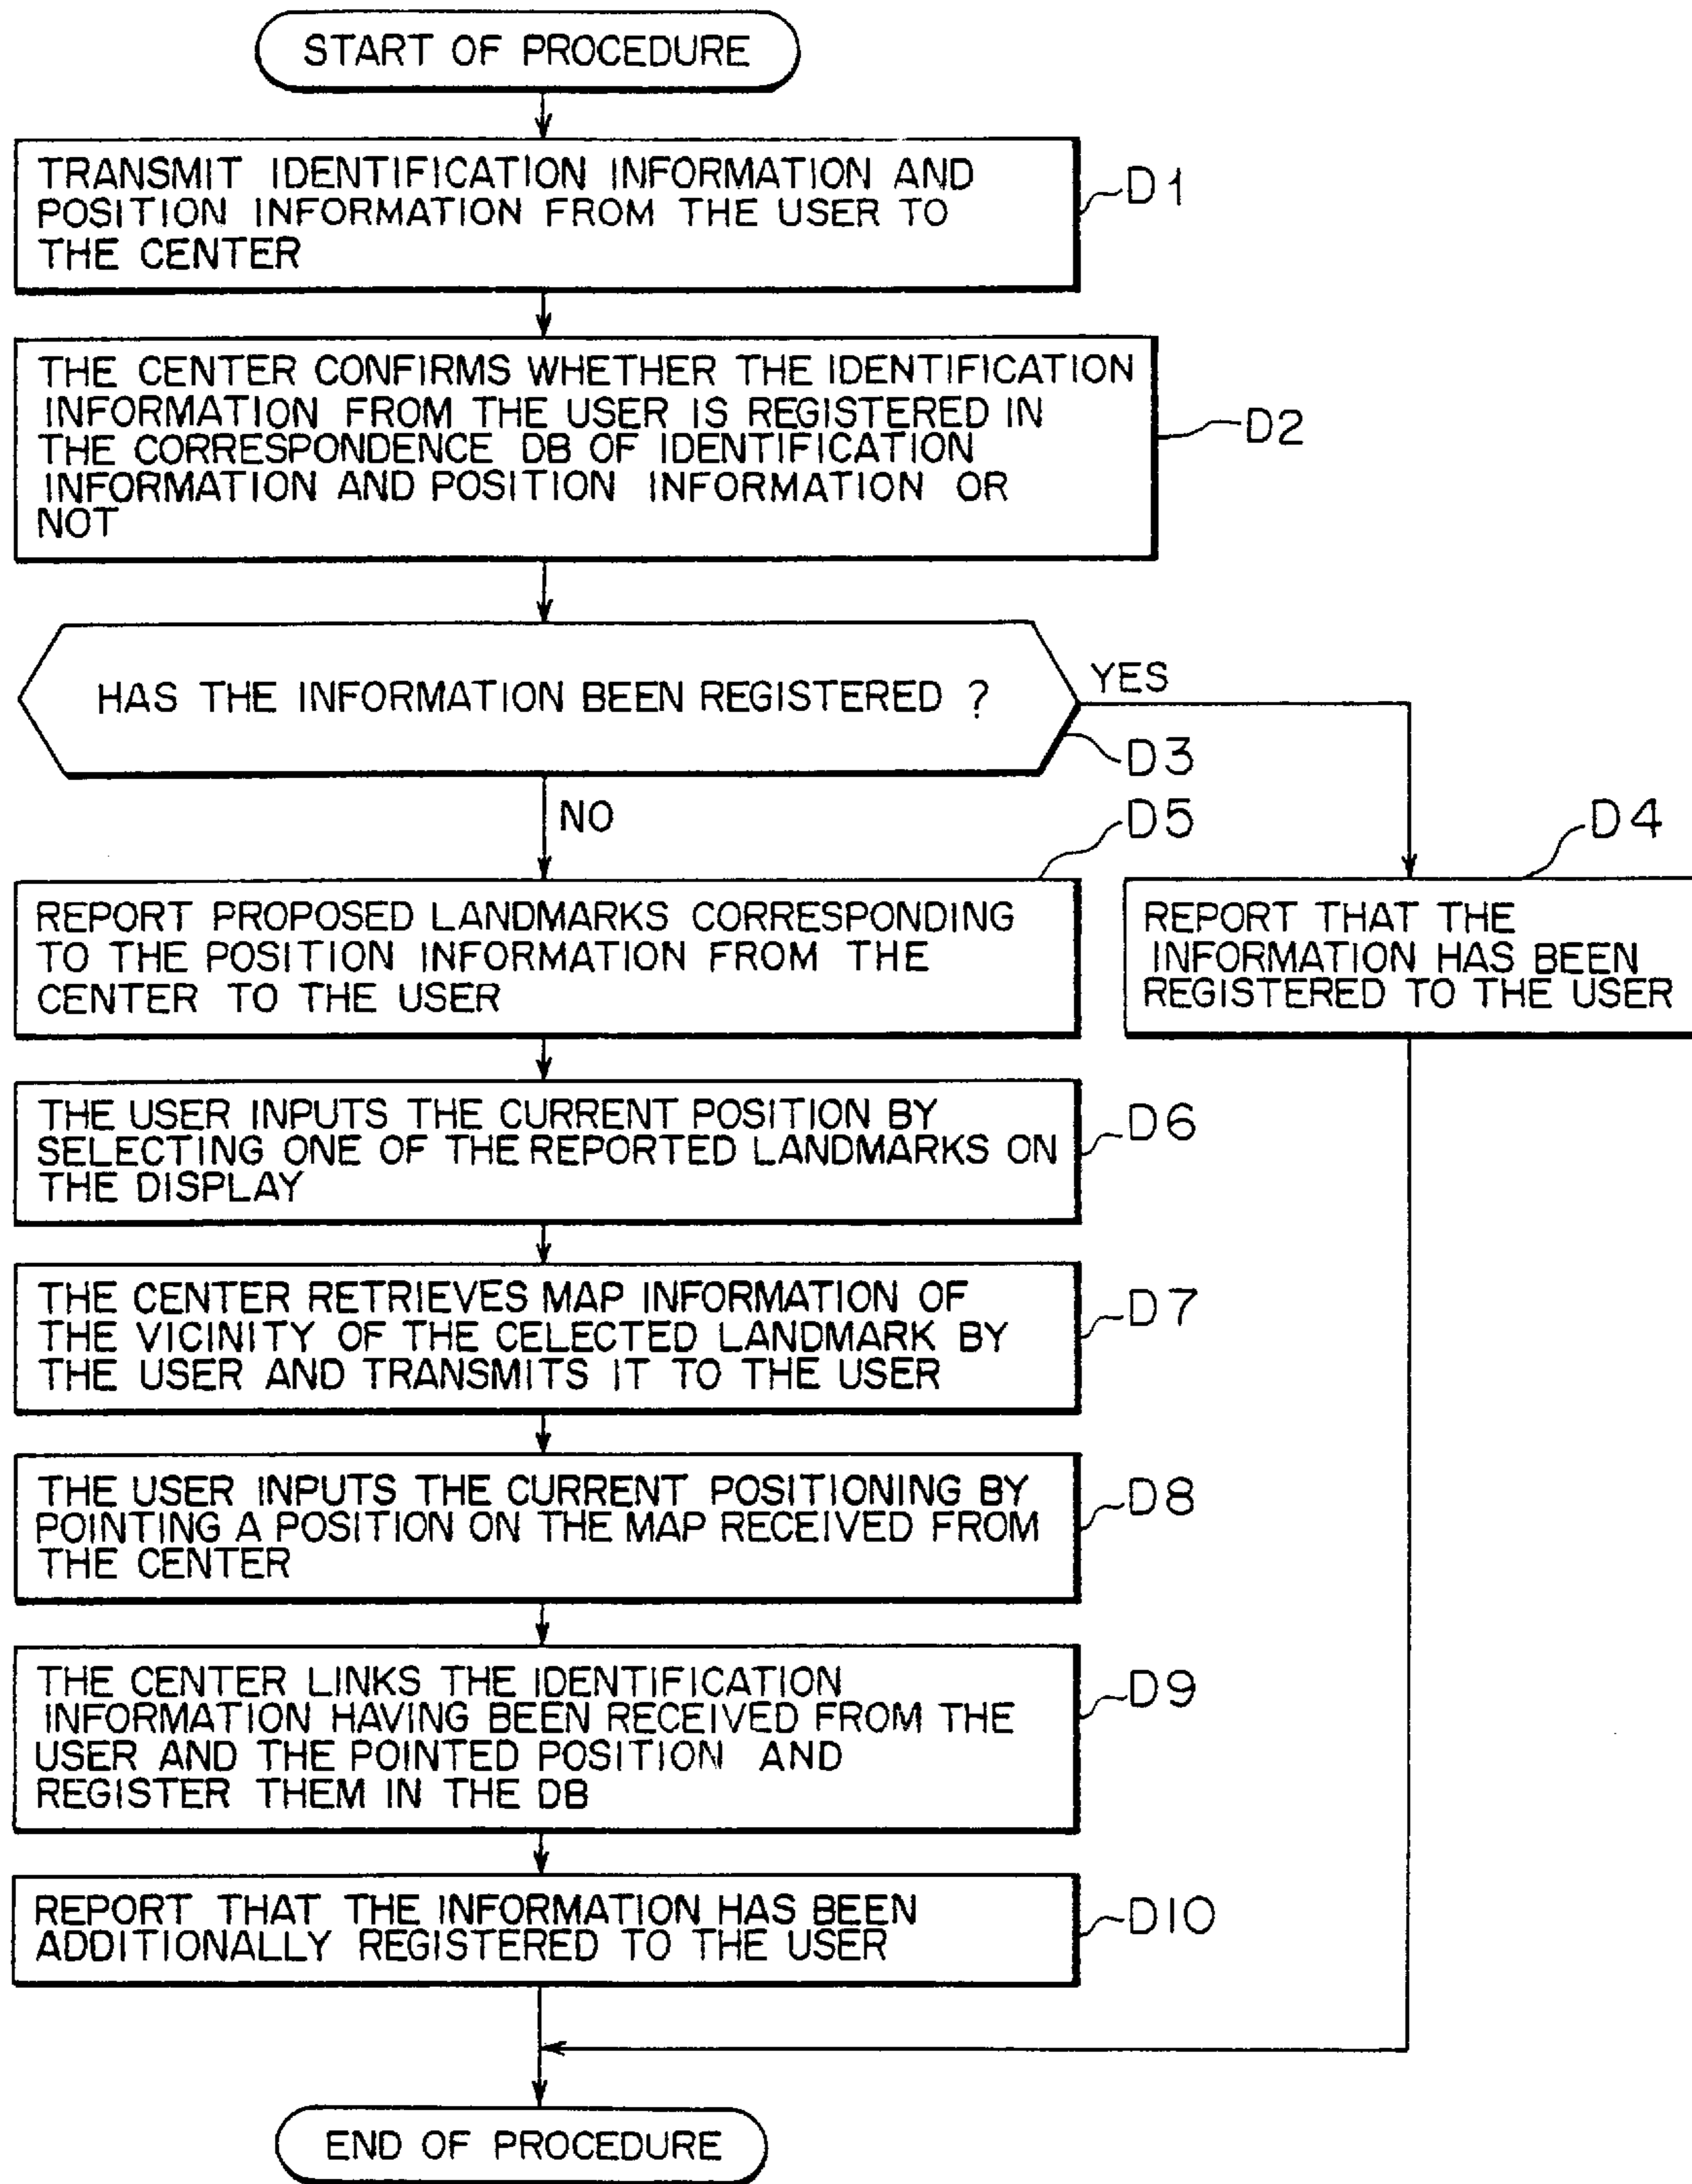 START OF PROCEDURE
TRANSMIT IDENTIFICATION INFORMATION AND
POSITION INFORMATION FROM THE USER TO
THE CENTER
D1
THE CENTER CONFIRMS WHETHER THE IDENTIFICATION
INFORMATION FROM THE USER IS REGISTERED IN
THE CORRESPONDENCE DB OF IDENTIFICATION
INFORMATION AND POSITION INFORMATION OR
NOT
D2
HAS THE INFORMATION BEEN REGISTERED ?
YES
D3
NO
D5
D4
REPORT PROPOSED LANDMARKS CORRESPONDING
TO THE POSITION INFORMATION FROM THE
CENTER TO THE USER
REPORT THAT THE
INFORMATION HAS BEEN
REGISTERED TO THE USER
THE USER INPUTS THE CURRENT POSITION BY
SELECTING ONE OF THE REPORTED LANDMARKS ON
THE DISPLAY
D6
THE CENTER RETRIEVES MAP INFORMATION OF
THE VICINITY OF THE CELECTED LANDMARK BY
THE USER AND TRANSMITS IT TO THE USER
D7
THE USER INPUTS THE CURRENT POSITIONING BY
POINTING A POSITION ON THE MAP RECEIVED FROM
THE CENTER
D8
THE CENTER LINKS THE IDENTIFICATION
INFORMATION HAVING BEEN RECEIVED FROM THE
USER AND THE POINTED POSITION AND
REGISTER THEM IN THE DB
D9
REPORT THAT THE INFORMATION HAS BEEN
ADDITIONALLY REGISTERED TO THE USER
D10
END OF PROCEDURE